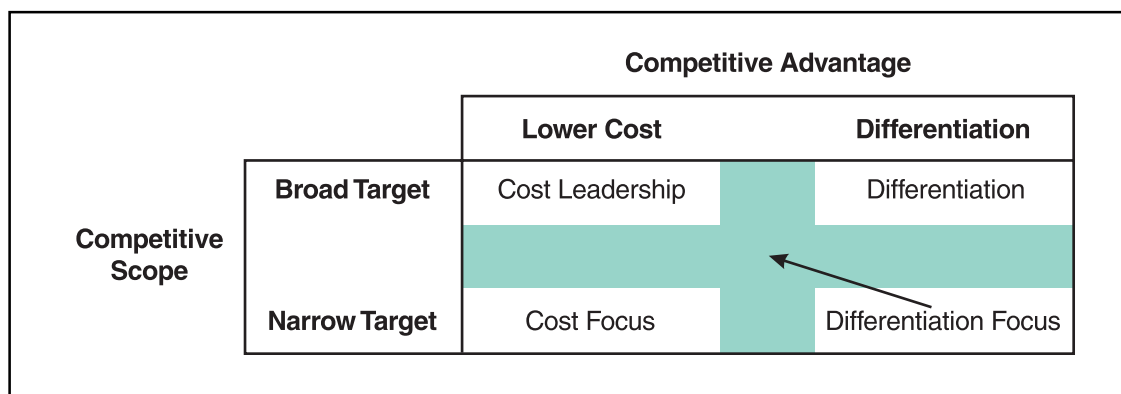 Competitive Advantage
Lower Cost Differentiation
Broad Target Cost Leadership Differentiation
Competitive
Scope
Narrow Target Cost Focus Differentiation Focus